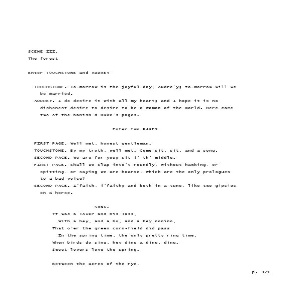 SCENE III.
The forest
Enter TOUCHSTONE and AUDREY
TOUCHSTONE. To-morrow is the joyful day, Audrey; to-morrow will we
be married.
AUDREY. I do desire it with all my heart; and I hope it is no
dishonest desire to desire to be a woman of the world. Here come
two of the banish'd Duke's pages.
Enter two PAGES
FIRST PAGE. Well met, honest gentleman.
TOUCHSTONE. By my troth, well met. Come sit, sit, and a song.
SECOND PAGE. We are for you; sit i' th' middle.
FIRST PAGE. Shall we clap into't roundly, without hawking, or
spitting, or saying we are hoarse, which are the only prologues
to a bad voice?
SECOND PAGE. I'faith, i'faith; and both in a tune, like two gipsies
on a horse.
SONG.
It was a lover and his lass,
With a hey, and a ho, and a hey nonino,
That o'er the green corn-field did pass
In the spring time, the only pretty ring time,
When birds do sing, hey ding a ding, ding.
Sweet lovers love the spring.
Between the acres of the rye,